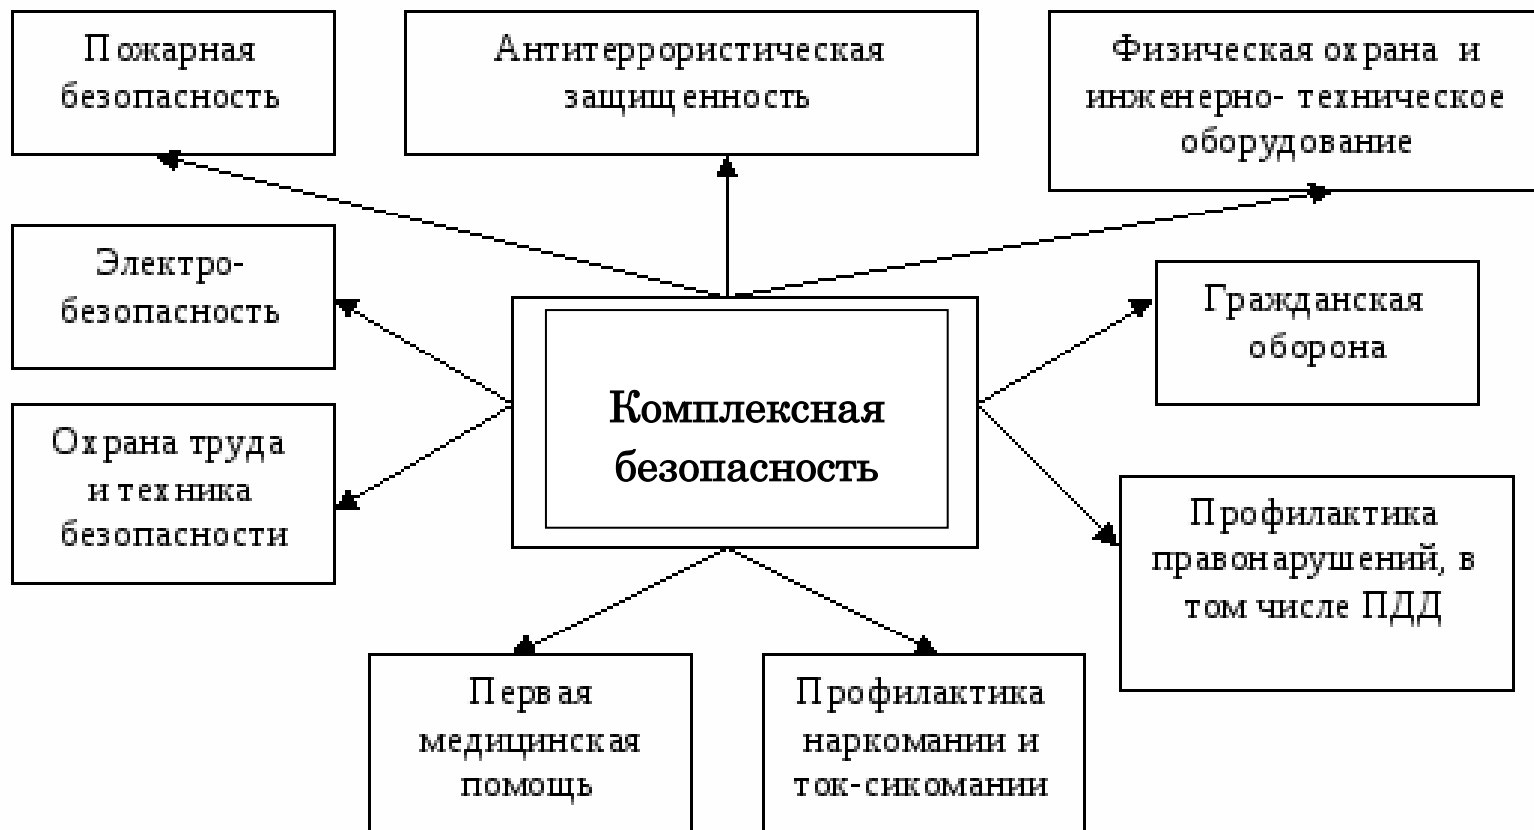 Пожарная
безопасность
Антитеррористическая
защищенность
Физическая охрана и
инженерно- техническое
оборудование
Электро-
безопасность
Гражданская
оборона
Комплексная
безопасность
Охрана труда
и техника
безопасности
Профилактика
правонарушений, в
том числе ПДД
Первая
медицинская
помощь
Профилактика
наркомании и
ток-сикомании